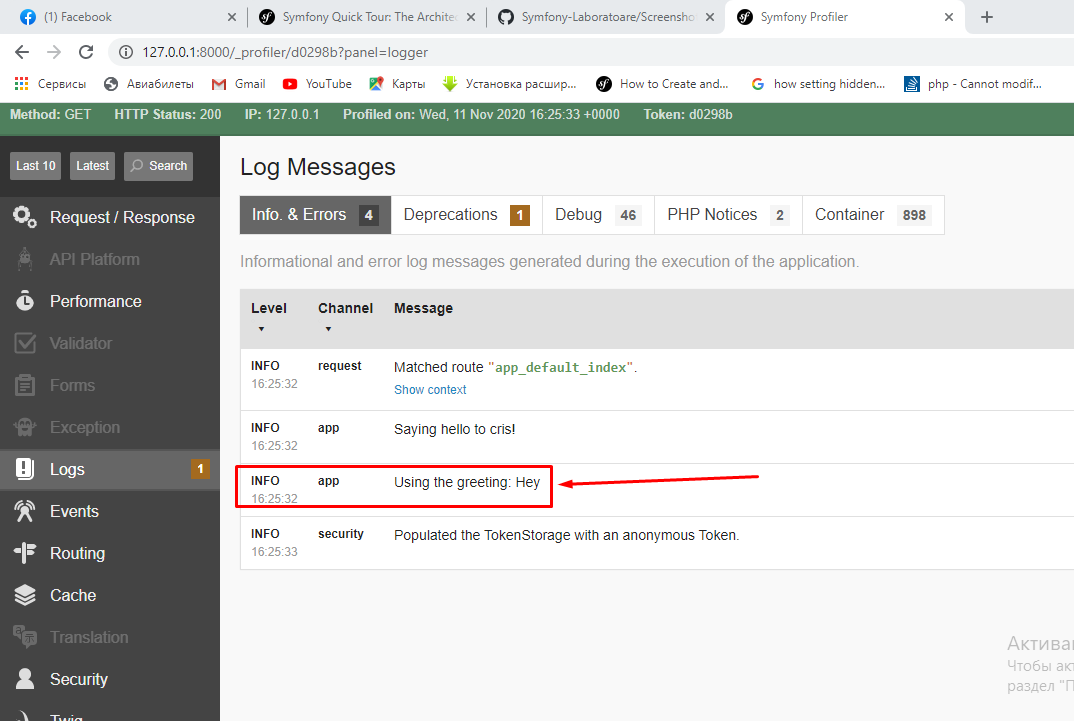 (1) Facebook
Symfony Quick Tour: The Architec
Symfony-Laboratoare/Screensho
Symfony Profiler
127.0.0.1:8000/_profiler/d0298b?panel=logger
Сервисы
Авиабилеты
Gmail
YouTube
Карты
Установка расшир...
How to Create and...
how setting hidden...
php - Cannot modif...
Method: GET HTTP Status: 200 IP: 127.0.0.1 Profiled on: Wed, 11 Nov 2020 16:25:33 +0000 Token: d0298b
Last 10 Latest Search
Request / Response
API Platform
Performance
Validator
Forms
Exception
Logs 1
Events
Routing
Cache
Translation
Security
Twig
Log Messages
Info. & Errors 4 Deprecations 1 Debug 46 PHP Notices 2 Container 898
Informational and error log messages generated during the execution of the application.
Level Channel Message
INFO request Matched route "app_default_index".
16:25:32 Show context
INFO app Saying hello to cris!
16:25:32
INFO app Using the greeting: Hey
16:25:32
INFO security Populated the TokenStorage with an anonymous Token.
16:25:33
Актива
Чтобы ак
раздел "П